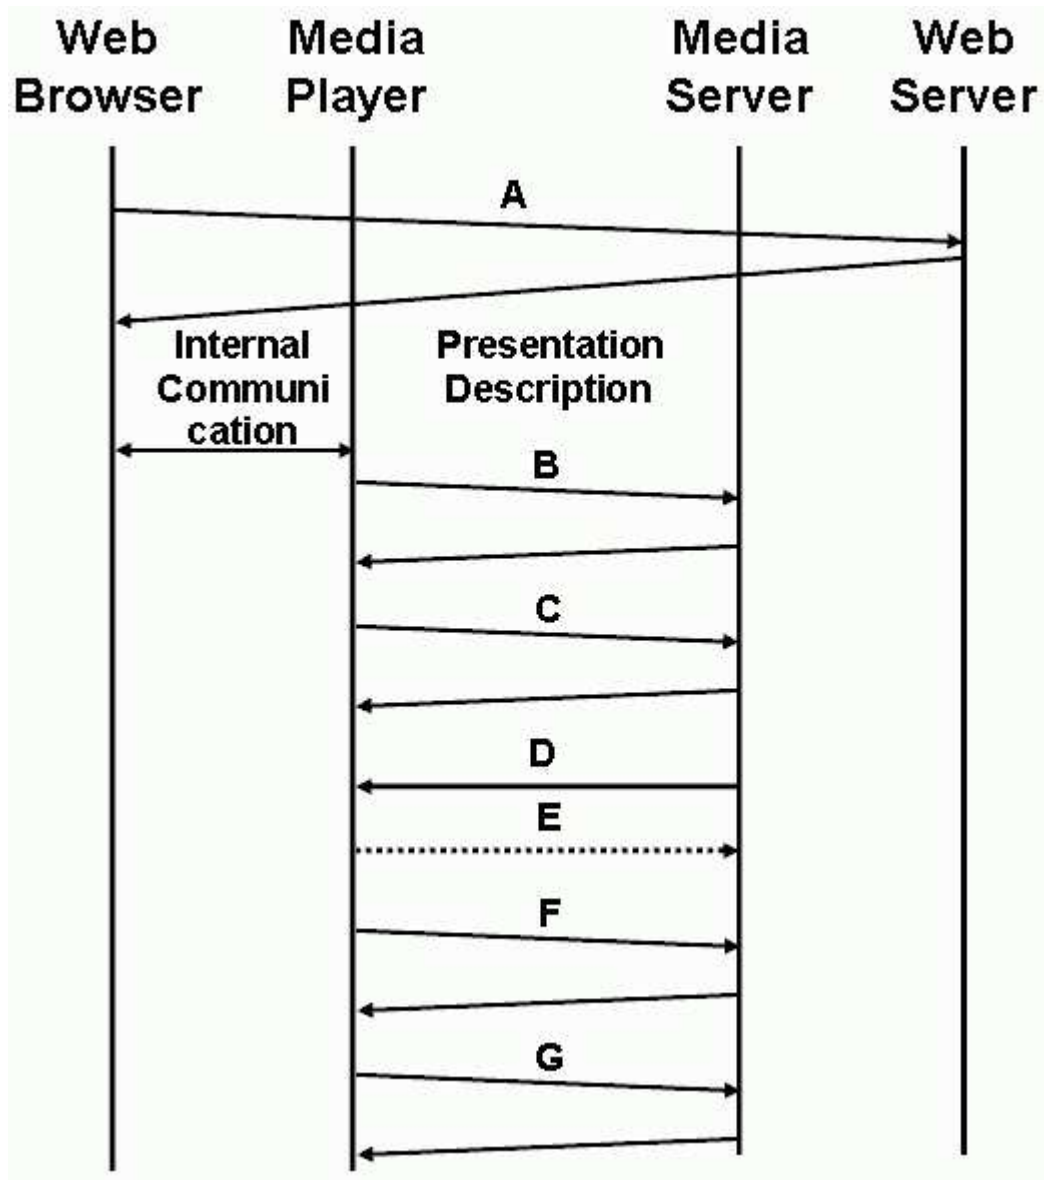 Web Browser
Media Player
Media Server
Web Server
A
Internal
Communi
cation
Presentation
Description
B
C
D
E
F
G